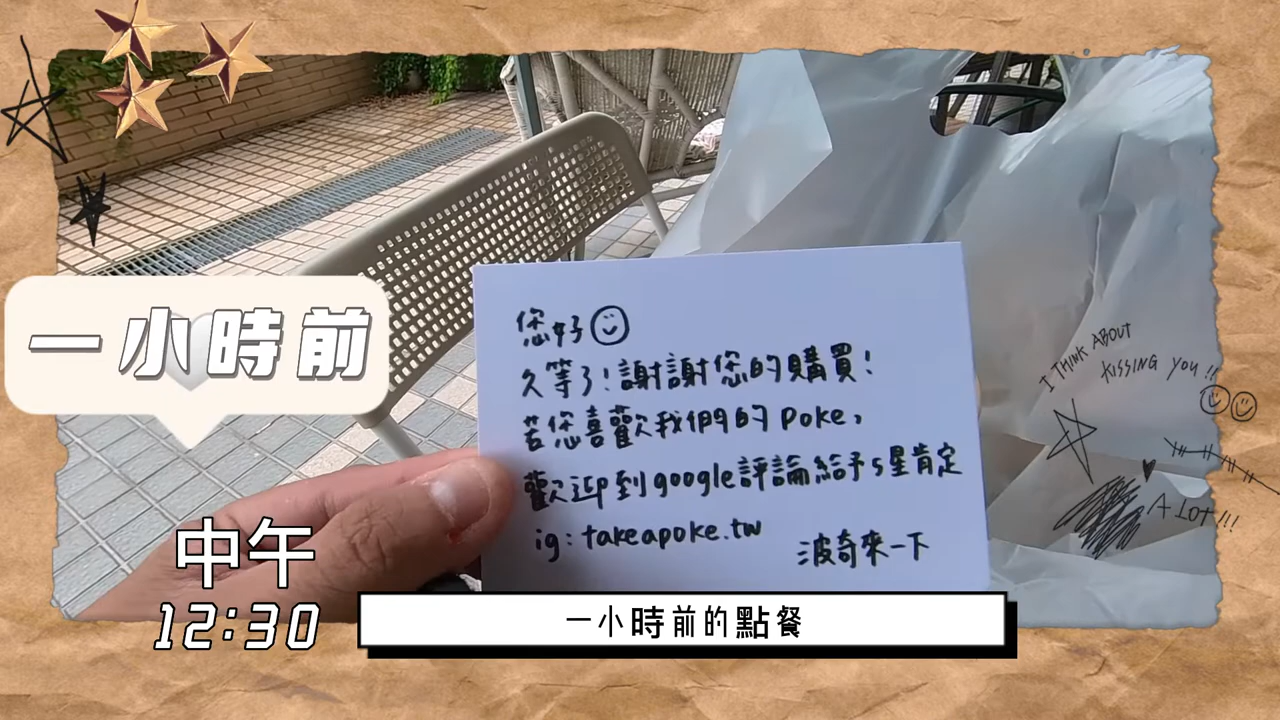 一小時前
中午
12:30
您好
久等了!謝謝您的購買!
若您喜歡我們的poke,
歡迎到google評論給予5星肯定
ig:takeapoke.tw
波奇來一下
I THINK ABOUT
KISSING YOU!!
A LOT!!!
一小時前的點餐